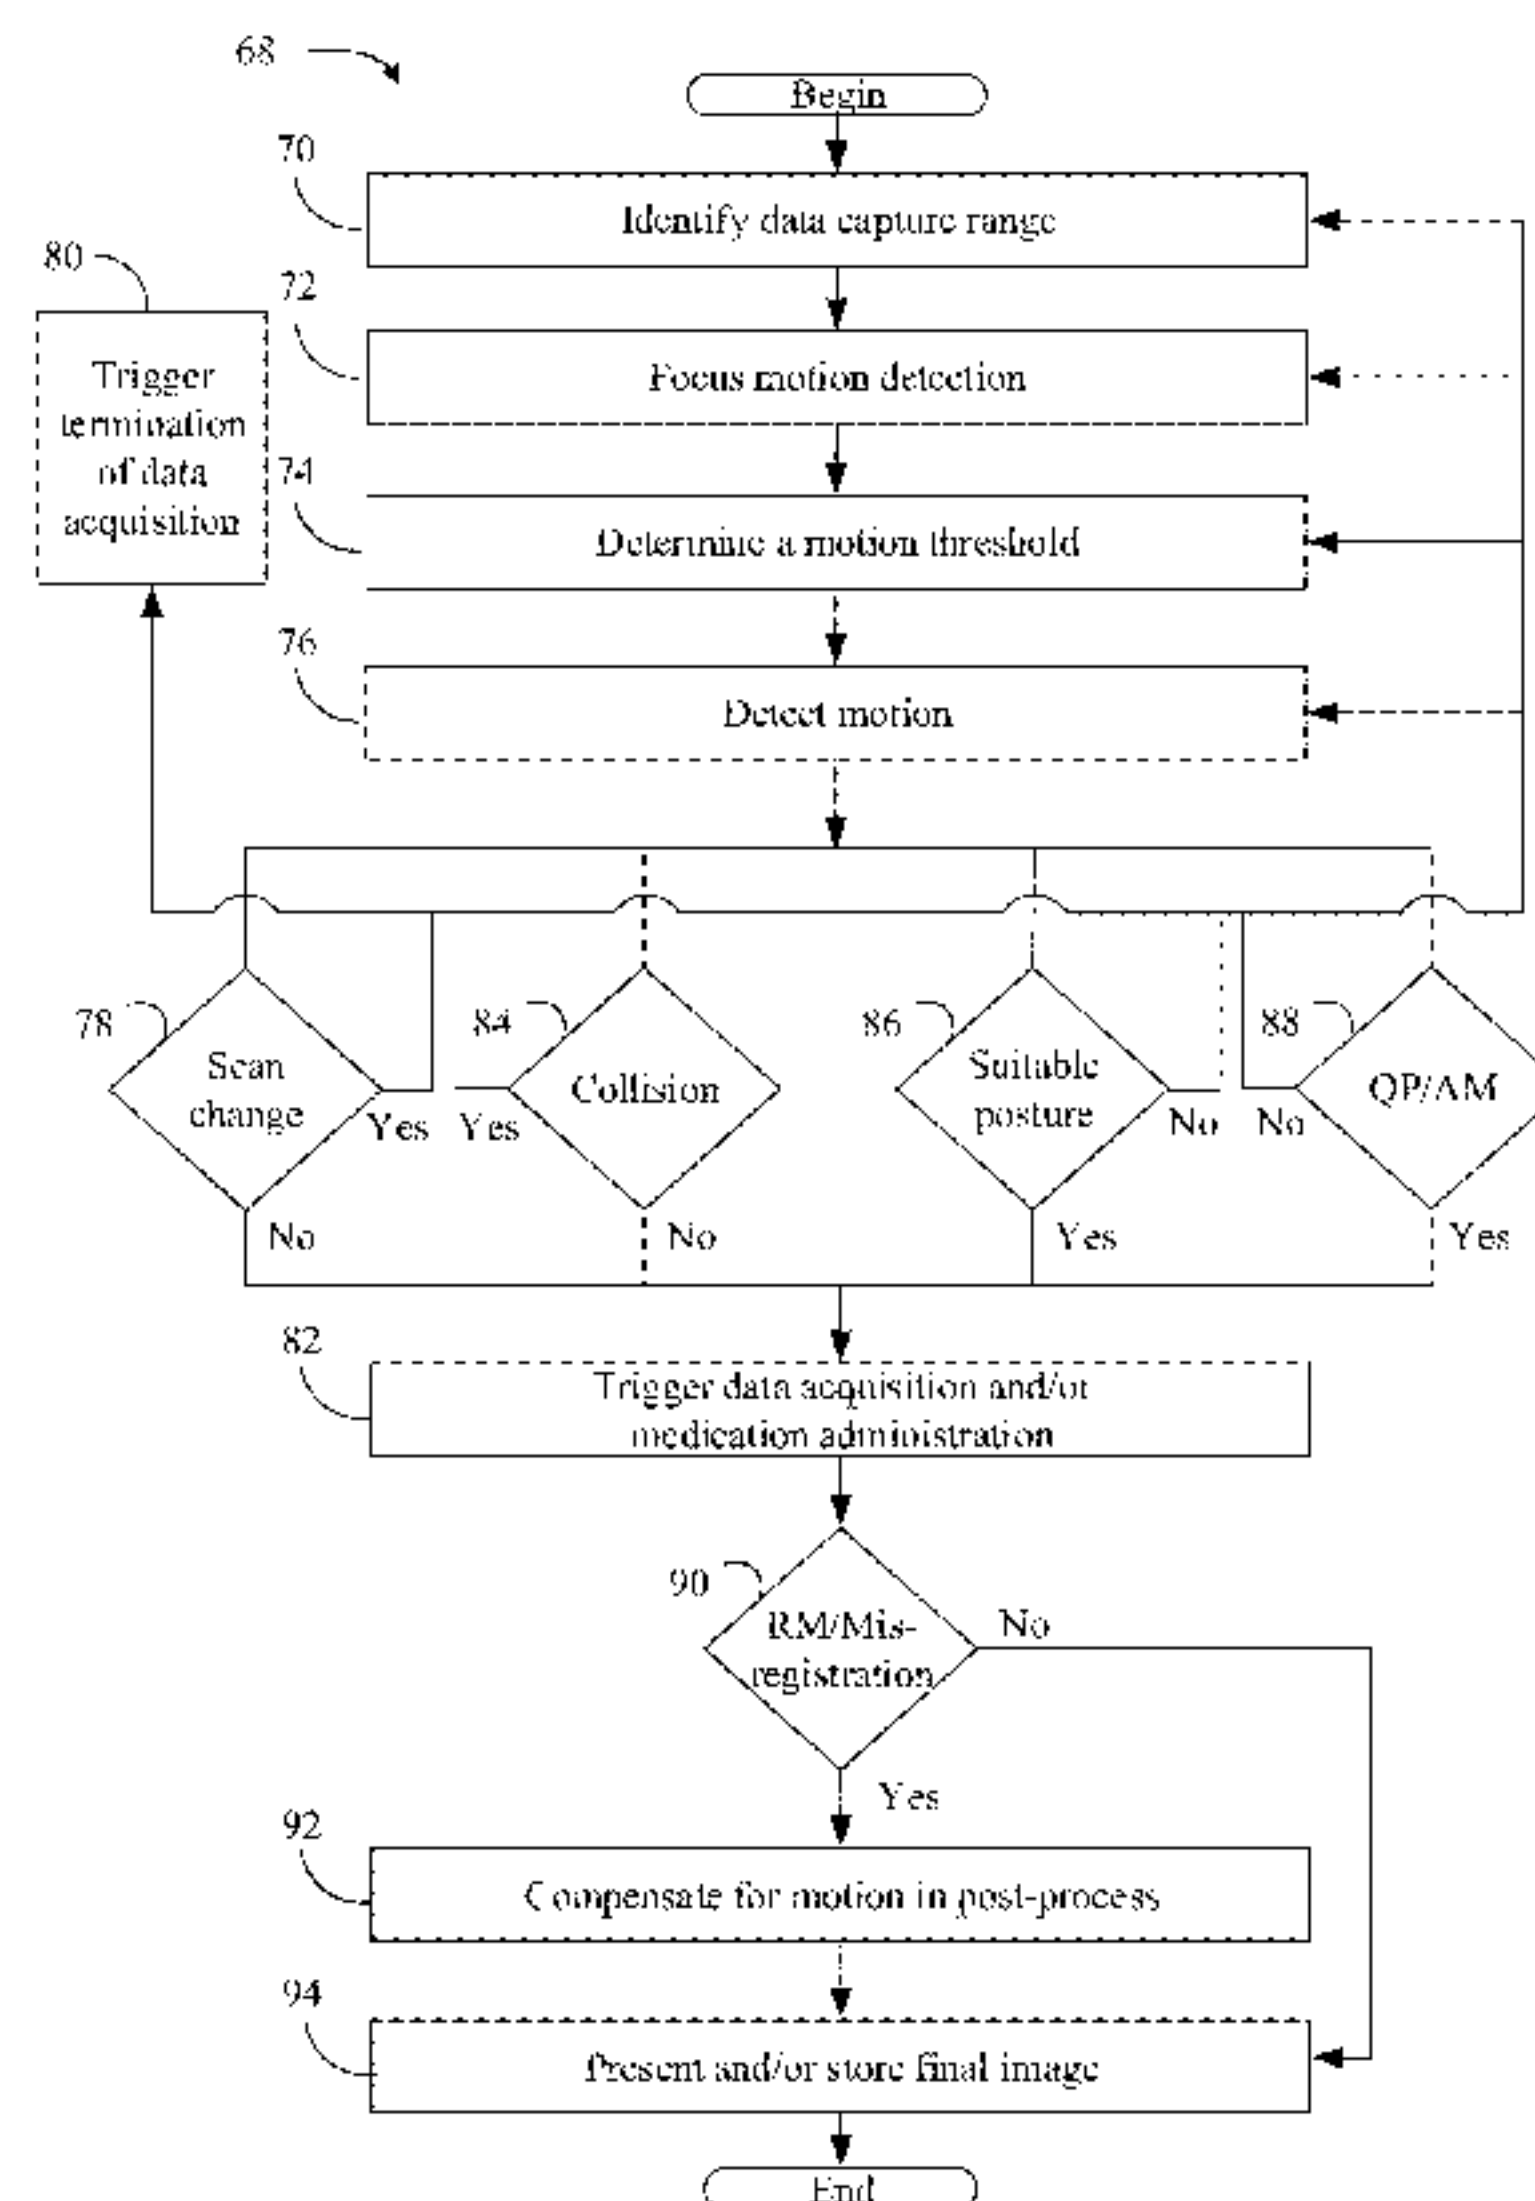 68
Begin
70
Identify data capture range
80
72
Focus motion detection
Trigger
termination
of data
acquisition
74
Determine a motion threshold
76
Detect motion
78
Scan
change
Yes
No
84
Collision
Yes
No
86
Suitable
posture
No
Yes
88
QP/AM
No
Yes
82
Trigger data acquisition and/or
medication administration
90
RM/Mis-
registration
No
Yes
92
Compensate for motion in post-process
94
Present and/or store final image
End